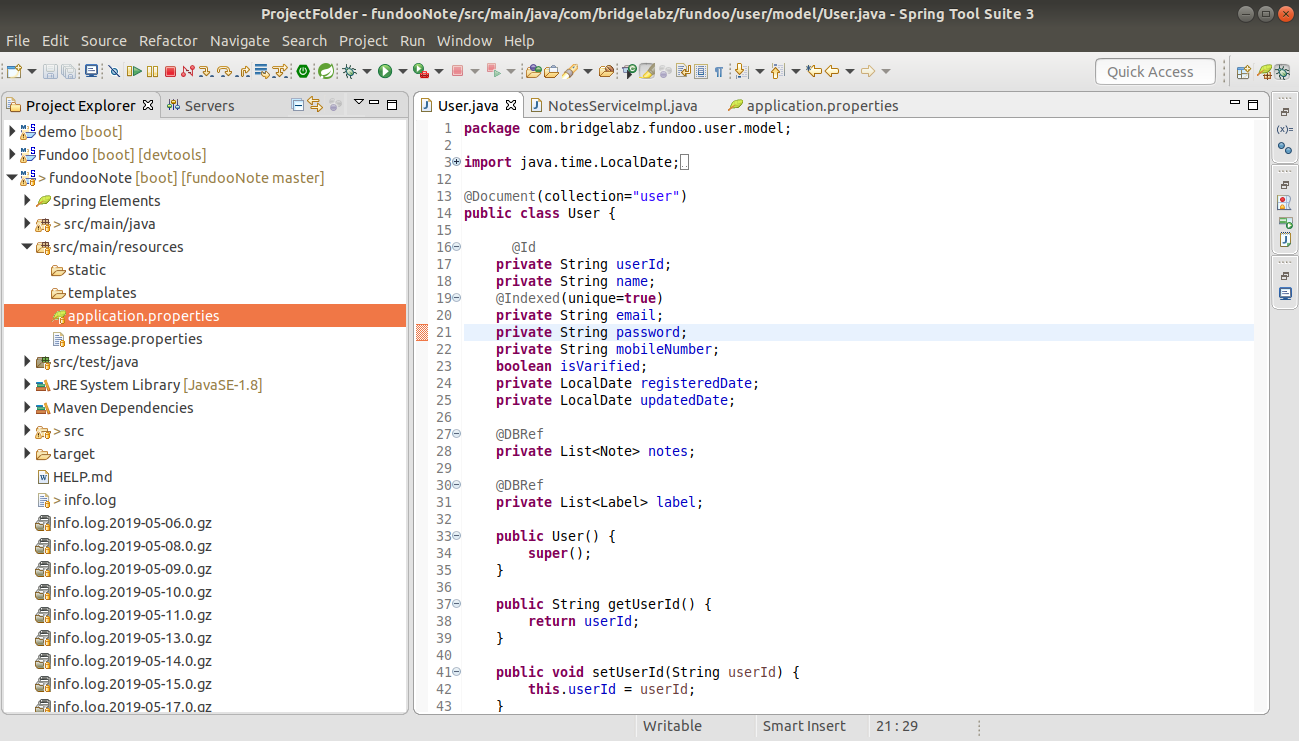 ProjectFolder - fundooNote/src/main/java/com/bridgelabz/fundoo/user/model/User.java - Spring Tool Suite 3
File Edit Source Refactor Navigate Search Project Run Window Help
Quick Access
Project Explorer Servers
demo [boot]
Fundoo [boot] [devtools]
> fundooNote [boot] [fundooNote master]
Spring Elements
> src/main/java
src/main/resources
static
templates
application.properties
message.properties
src/test/java
JRE System Library [JavaSE-1.8]
Maven Dependencies
> src
target
HELP.md
> info.log
info.log.2019-05-06.0.gz
info.log.2019-05-08.0.gz
info.log.2019-05-09.0.gz
info.log.2019-05-10.0.gz
info.log.2019-05-11.0.gz
info.log.2019-05-13.0.gz
info.log.2019-05-14.0.gz
info.log.2019-05-15.0.gz
info.log.2019-05-17.0.gz
User.java NotesServiceImpl.java application.properties
1 package com.bridgelabz.fundoo.user.model;
2
3 import java.time.LocalDate;
12
13 @Document(collection="user")
14 public class User {
15
16 @Id
17 private String userId;
18 private String name;
19 @Indexed(unique=true)
20 private String email;
21 private String password;
22 private String mobileNumber;
23 boolean isVarified;
24 private LocalDate registeredDate;
25 private LocalDate updatedDate;
26
27 @DBRef
28 private List<Note> notes;
29
30 @DBRef
31 private List<Label> label;
32
33 public User() {
34 super();
35 }
36
37 public String getUserId() {
38 return userId;
39 }
40
41 public void setUserId(String userId) {
42 this.userId = userId;
43 }
(x)=
Writable Smart Insert 21 : 29